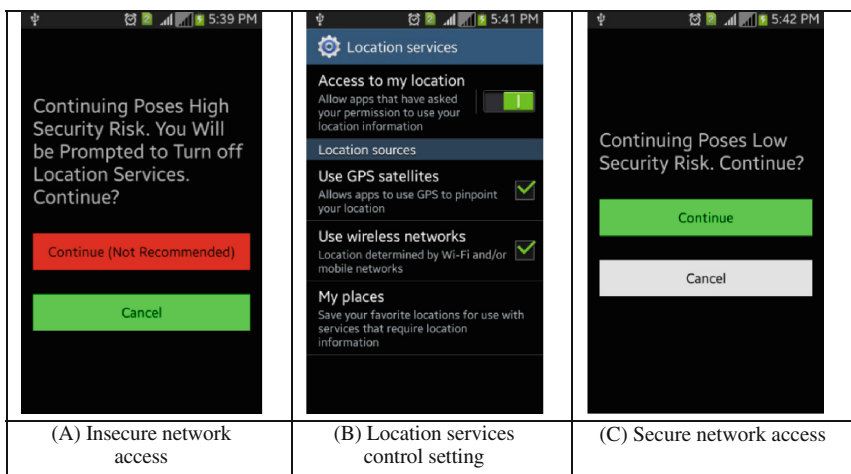 5:39 PM
Continuing Poses High
Security Risk. You Will
be Prompted to Turn off
Location Services.
Continue?
Continue (Not Recommended)
Cancel
(A) Insecure network
access
2 5:41 PM
Location services
Access to my location
Allow apps that have asked
your permission to use your
location information
Location sources
Use GPS satellites
Allows apps to use GPS to pinpoint
your location
Use wireless networks
Location determined by Wi-Fi and/or
mobile networks
My places
Save your favorite locations for use with
services that require location
information
(B) Location services
control setting
2 5:42 PM
Continuing Poses Low
Security Risk. Continue?
Continue
Cancel
(C) Secure network access